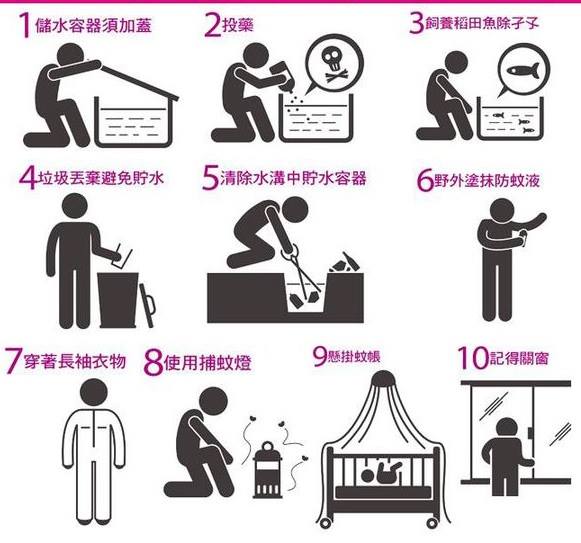 1儲水容器須加蓋
2投藥
3飼養稻田魚除孑孓
4垃圾丟棄避免貯水
5清除水溝中貯水容器
6野外塗抹防蚊液
7穿著長袖衣物
8使用捕蚊燈
9懸掛蚊帳
10記得關窗